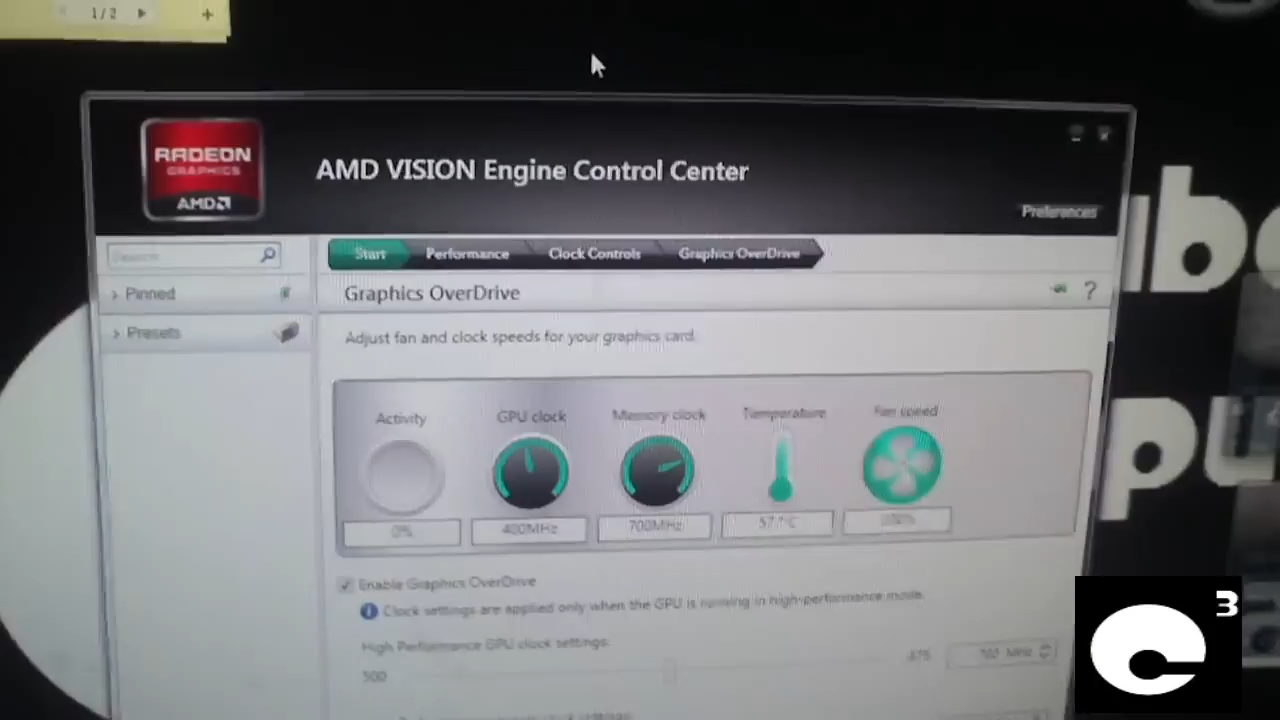 1/2
+
RADEON
GRAPHICS
AMD
AMD VISION Engine Control Center
Preferences
Search
Start
Performance
Clock Controls
Graphics OverDrive
Pinned
Graphics OverDrive
?
Presets
Adjust fan and clock speeds for your graphics card.
Activity
GPU clock
Memory clock
Temperature
Fan speed
0%
400MHz
700MHz
57 °C
Enable Graphics OverDrive
Clock settings are applied only when the GPU is running in high-performance mode.
High Performance GPU clock settings:
500
MHz
3